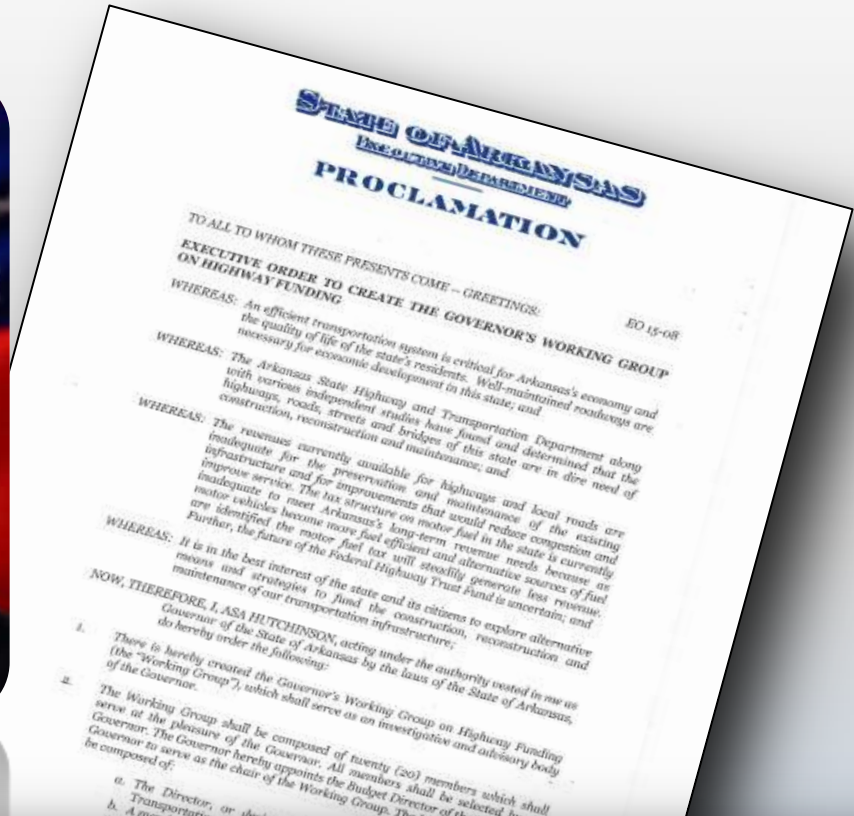 STATE OF ARKANSAS
EXECUTIVE DEPARTMENT
PROCLAMATION
TO ALL TO WHOM THESE PRESENTS COME – GREETINGS:
EO 15-08
EXECUTIVE ORDER TO CREATE THE GOVERNOR'S WORKING GROUP
ON HIGHWAY FUNDING
WHEREAS: An efficient transportation system is critical for Arkansas's economy and
the quality of life of the state's residents. Well-maintained roadways are
necessary for economic development in this state; and
WHEREAS: The Arkansas State Highway and Transportation Department along
with various independent studies have found and determined that the
highways, roads, streets and bridges of this state are in dire need of
construction, reconstruction and maintenance; and
WHEREAS: The revenues currently available for highways and local roads are
inadequate for the preservation and maintenance of the existing
infrastructure and for improvements that would reduce congestion and
improve service. The tax structure on motor fuel in the state is currently
inadequate to meet Arkansas's long-term revenue needs because as
motor vehicles become more fuel efficient and alternative sources of fuel
are identified the motor fuel tax will steadily generate less revenue.
Further, the future of the Federal Highway Trust Fund is uncertain; and
WHEREAS: It is in the best interest of the state and its citizens to explore alternative
means and strategies to fund the construction, reconstruction and
maintenance of our transportation infrastructure;
NOW, THEREFORE, I, ASA HUTCHINSON, acting under the authority vested in me as
Governor of the State of Arkansas by the laws of the State of Arkansas,
do hereby order the following:
1. There is hereby created the Governor's Working Group on Highway Funding
(the "Working Group"), which shall serve as an investigative and advisory body
of the Governor.
2. The Working Group shall be composed of twenty (20) members which shall
serve at the pleasure of the Governor. All members shall be selected
Governor. The Governor hereby appoints the Budget Director of the
Governor to serve as the chair of the Working Group. The
be composed of:
a. The Director, or
Transportation
b. A